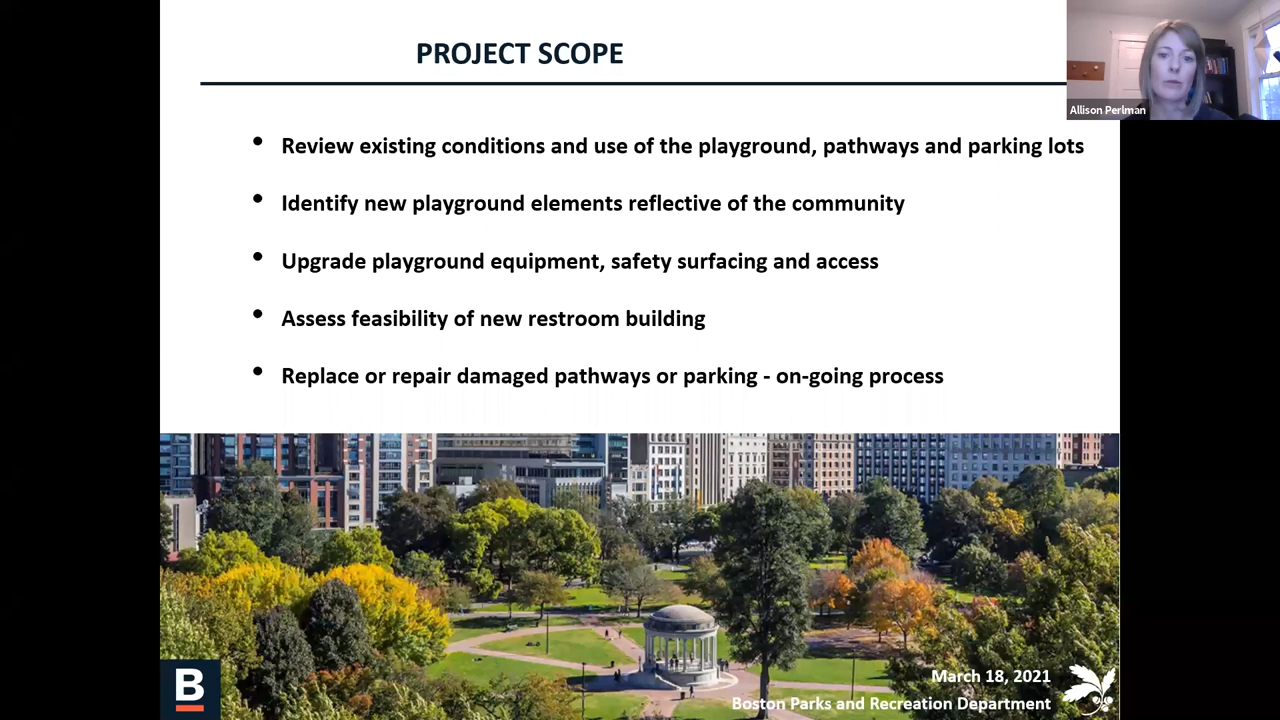 PROJECT SCOPE
Allison Perlman
• Review existing conditions and use of the playground, pathways and parking lots
• Identify new playground elements reflective of the community
• Upgrade playground equipment, safety surfacing and access
• Assess feasibility of new restroom building
• Replace or repair damaged pathways or parking - on-going process
B
March 18, 2021
Boston Parks and Recreation Department